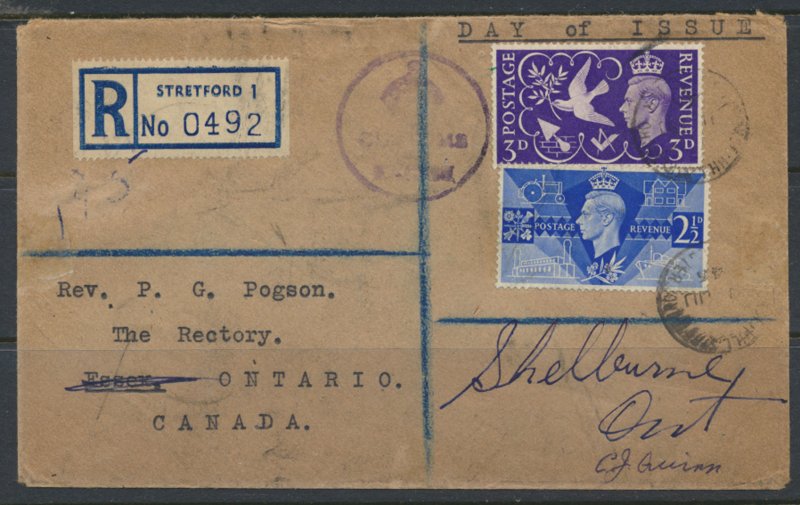 DAY of ISSUE
R
STRETFORD 1
No 0492
POSTAGE
REVENUE
3D
3D
POSTAGE
REVENUE
2½D
Rev. P. G. Pogson.
The Rectory.
Essex. ONTARIO.
CANADA.
Shelburne
Ont